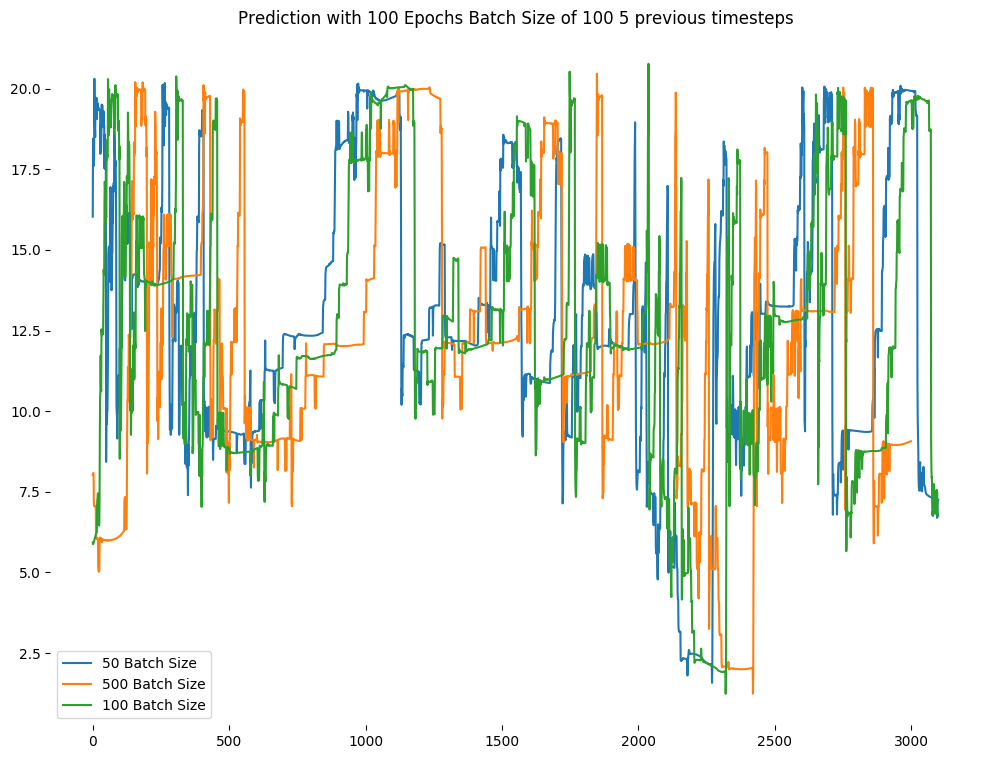 Prediction with 100 Epochs Batch Size of 100 5 previous timesteps
20.0
17.5
15.0
12.5
10.0
7.5
5.0
2.5
50 Batch Size
500 Batch Size
100 Batch Size
0 500 1000 1500 2000 2500 3000